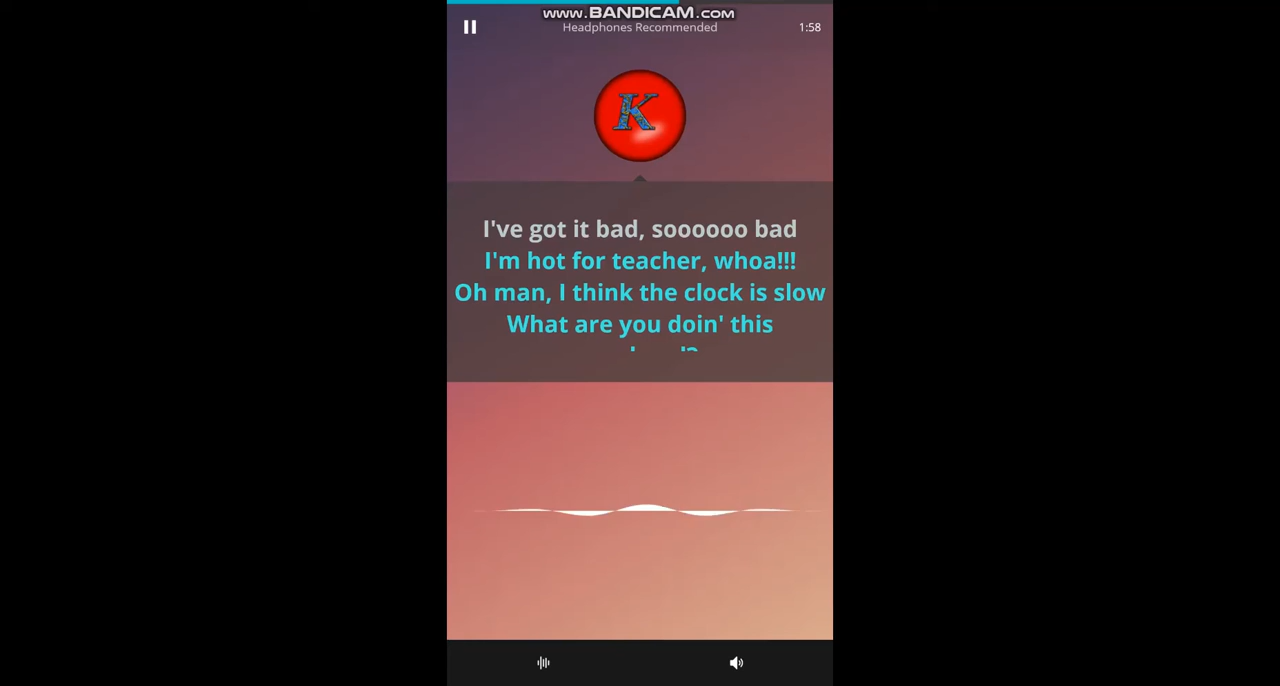 www.BANDICAM.com
Headphones Recommended
1:58
K
I've got it bad, soooooo bad
I'm hot for teacher, whoa!!!
Oh man, I think the clock is slow
What are you doin' this